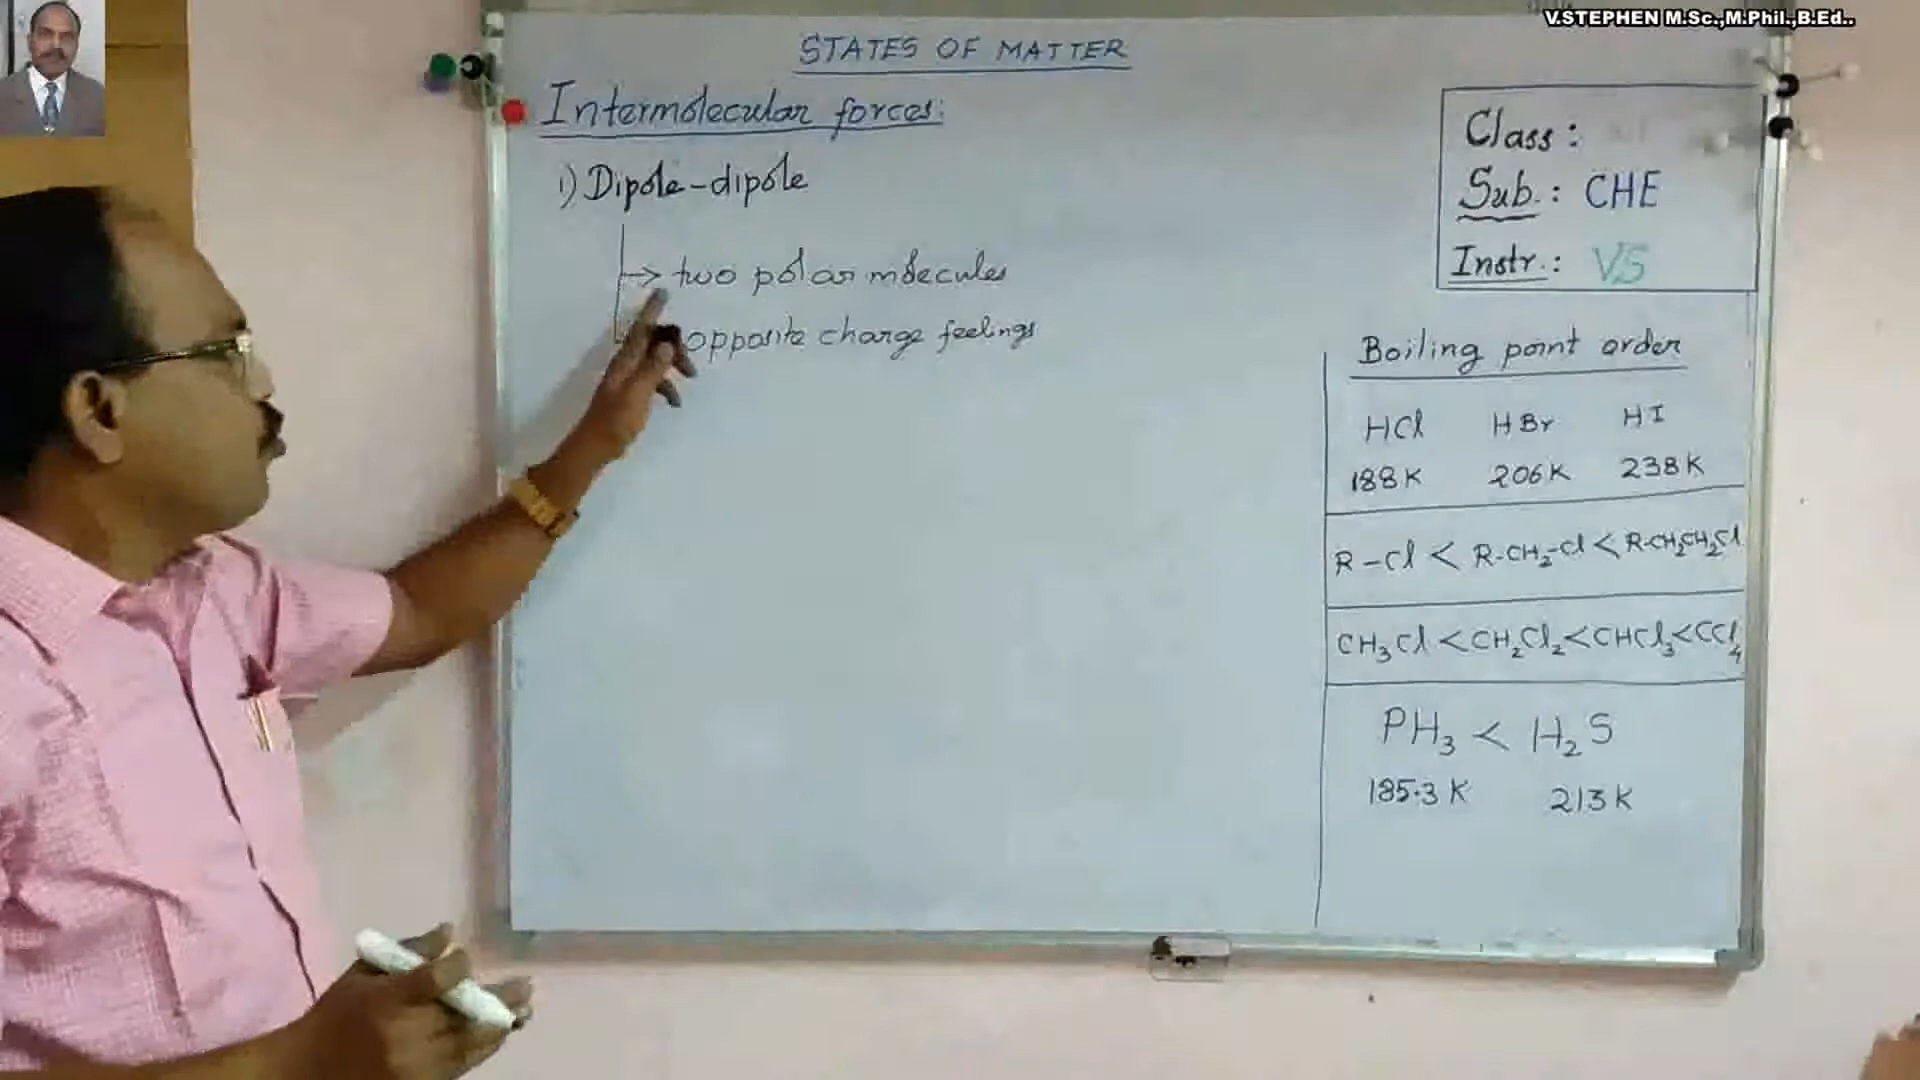 V.STEPHEN M.Sc.,M.Phil.,B.Ed..
STATES OF MATTER
Intermolecular forces:
1) Dipole-dipole
→ two polar molecules
opposite charge feelings
Class :
Sub. : CHE
Instr. : VS
Boiling point order
HCl HBr HI
188K 206K 238K
R-Cl < R-CH₂-Cl < R-CH₂CH₂Cl
CH₃Cl < CH₂Cl₂ < CHCl₃ < CCl₄
PH₃ < H₂S
185.3 K 213K